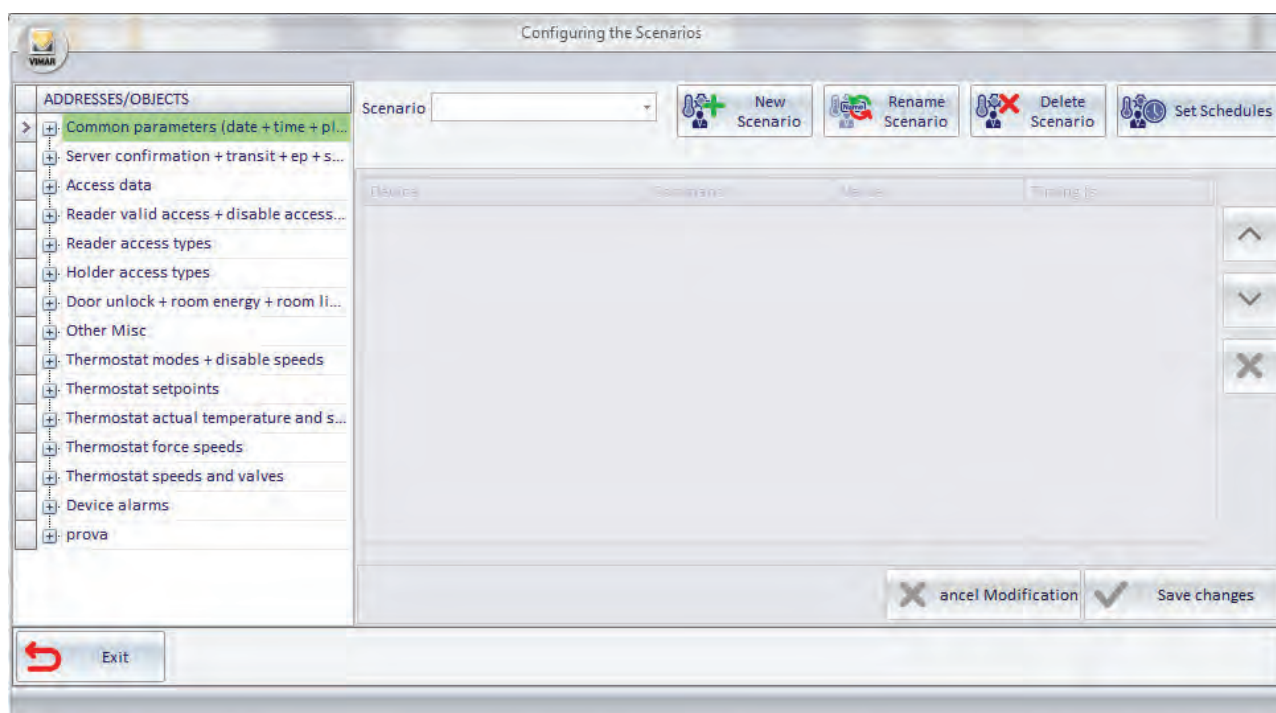 Configuring the Scenarios
VIMAR
ADDRESSES/OBJECTS
Common parameters (date + time + pl...
Server confirmation + transit + ep + s...
Access data
Reader valid access + disable access...
Reader access types
Holder access types
Door unlock + room energy + room li...
Other Misc
Thermostat modes + disable speeds
Thermostat setpoints
Thermostat actual temperature and s...
Thermostat force speeds
Thermostat speeds and valves
Device alarms
prova
Scenario
New
Scenario
Rename
Scenario
Delete
Scenario
Set Schedules
Device
Command
ancel Modification
Save changes
Exit